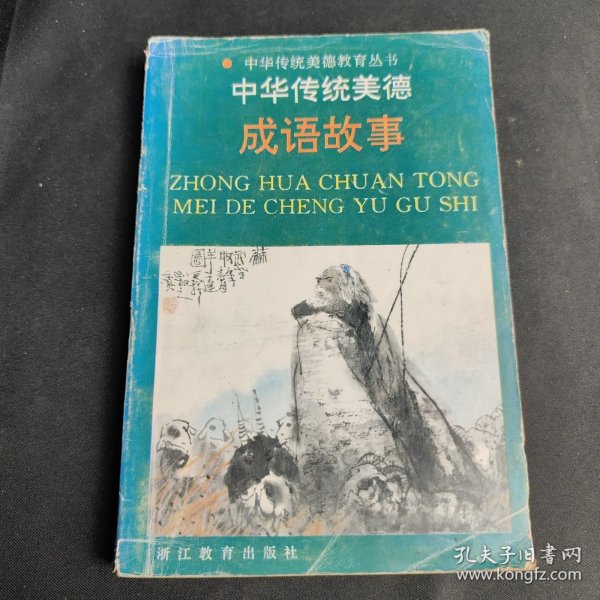 中华传统美德教育丛书
中华传统美德
成语故事
ZHONG HUA CHUAN TONG
MEI DE CHENG YU GU SHI
浙江教育出版社
孔夫子旧书网
www.kongfz.com